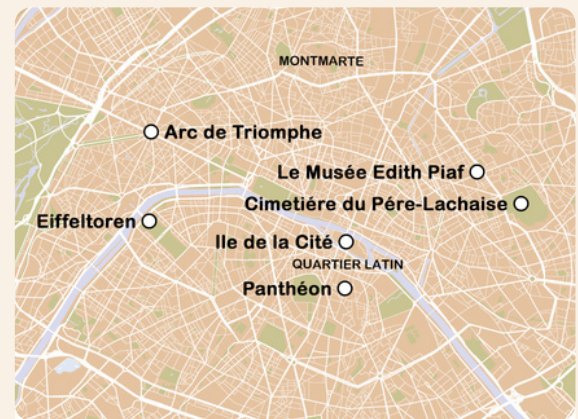 MONTMARTE
Arc de Triomphe
Le Musée Edith Piaf
Cimetiére du Pére-Lachaise
Eiffeltoren
Ile de la Cité
QUARTIER LATIN
Panthéon